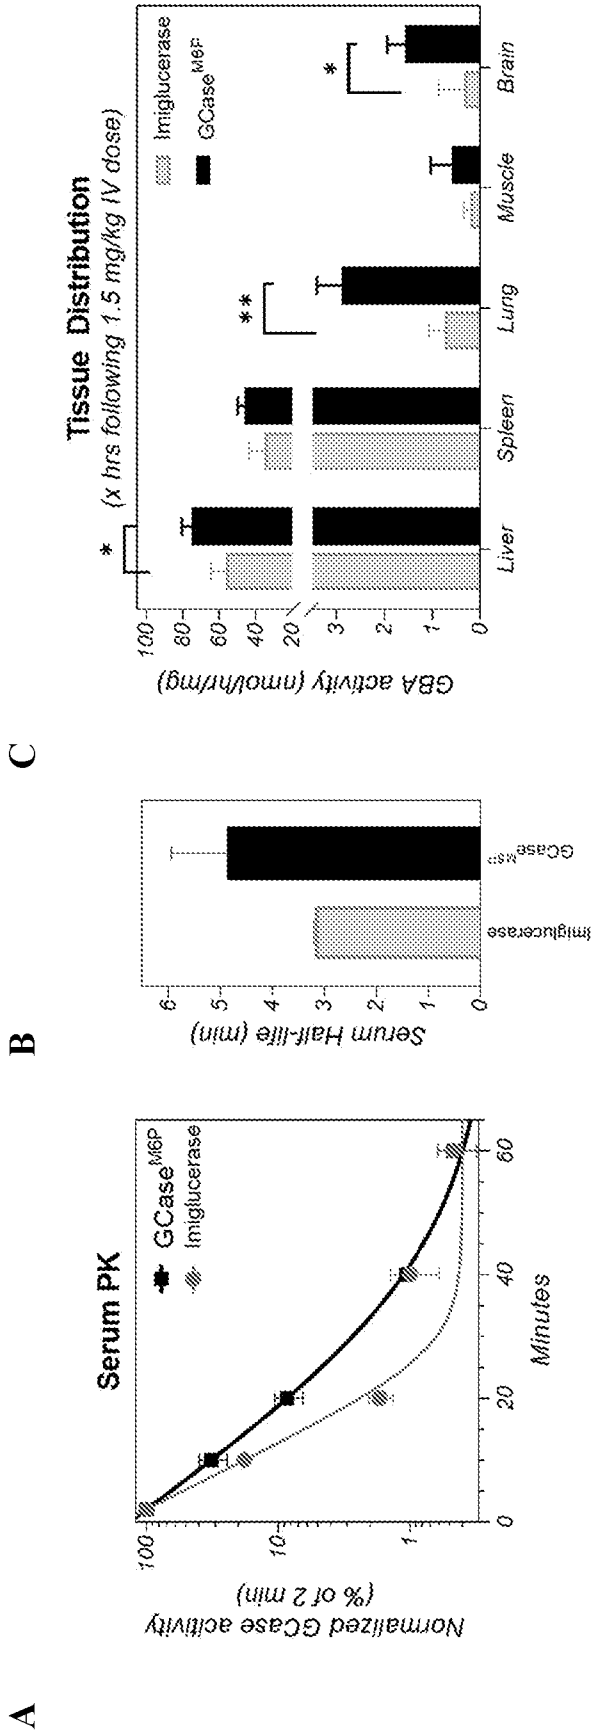 A
Serum PK
Normalized GCase acitivity
(% of 2 min)
100
10
1
GCase^M6P
Imiglucerase
0
20
40
60
Minutes
B
Serum Half-life (min)
6
5
4
3
2
1
0
Imiglucerase
GCase^M6P
C
Tissue Distribution
(x hrs following 1.5 mg/kg IV dose)
GBA activity (nmol/hr/mg)
100
80
60
40
20
3
2
1
0
Imiglucerase
GCase^M6P
*
**
*
Liver
Spleen
Lung
Muscle
Brain